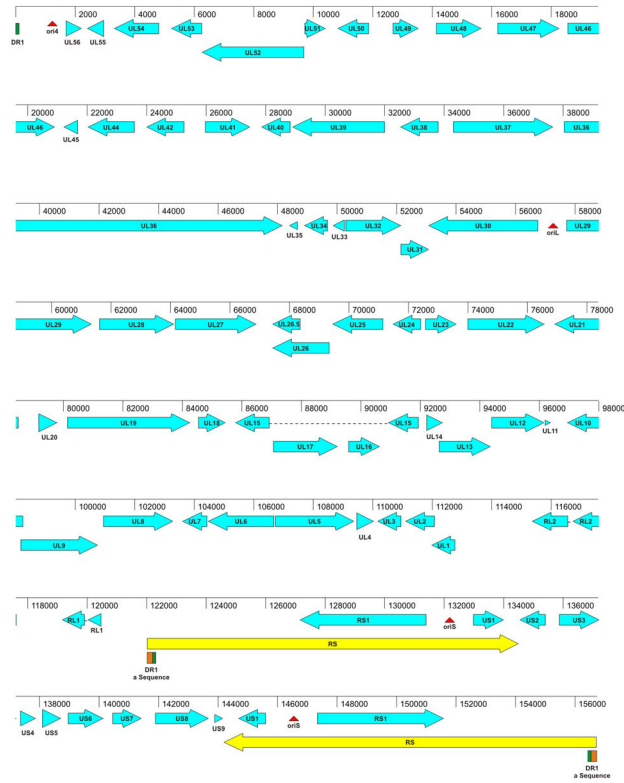 2000 4000 6000 8000 10000 12000 14000 16000 18000
DR1 ori4 UL56 UL55 UL54 UL53 UL51 UL50 UL49 UL48 UL47 UL46
UL52
20000 22000 24000 26000 28000 30000 32000 34000 36000 38000
UL46 UL45 UL44 UL42 UL41 UL40 UL39 UL38 UL37 UL36
40000 42000 44000 46000 48000 50000 52000 54000 56000 58000
UL36 UL35 UL34 UL33 UL32 UL30 oriL UL29
UL31
60000 62000 64000 66000 68000 70000 72000 74000 76000 78000
UL29 UL28 UL27 UL26.5 UL25 UL24 UL23 UL22 UL21
UL26
80000 82000 84000 86000 88000 90000 92000 94000 96000 98000
UL20 UL19 UL18 UL15 UL15 UL14 UL12 UL11 UL10
UL17 UL16 UL13
100000 102000 104000 106000 108000 110000 112000 114000 116000
UL8 UL7 UL6 UL5 UL4 UL3 UL2 RL2 RL2
UL9 UL1
118000 120000 122000 124000 126000 128000 130000 132000 134000 136000
RL1 RL1 RS1 oriS US1 US2 US3
RS
DR1
a Sequence
138000 140000 142000 144000 146000 148000 150000 152000 154000 156000
US4 US5 US6 US7 US8 US9 US1 oriS RS1
RS
DR1
a Sequence